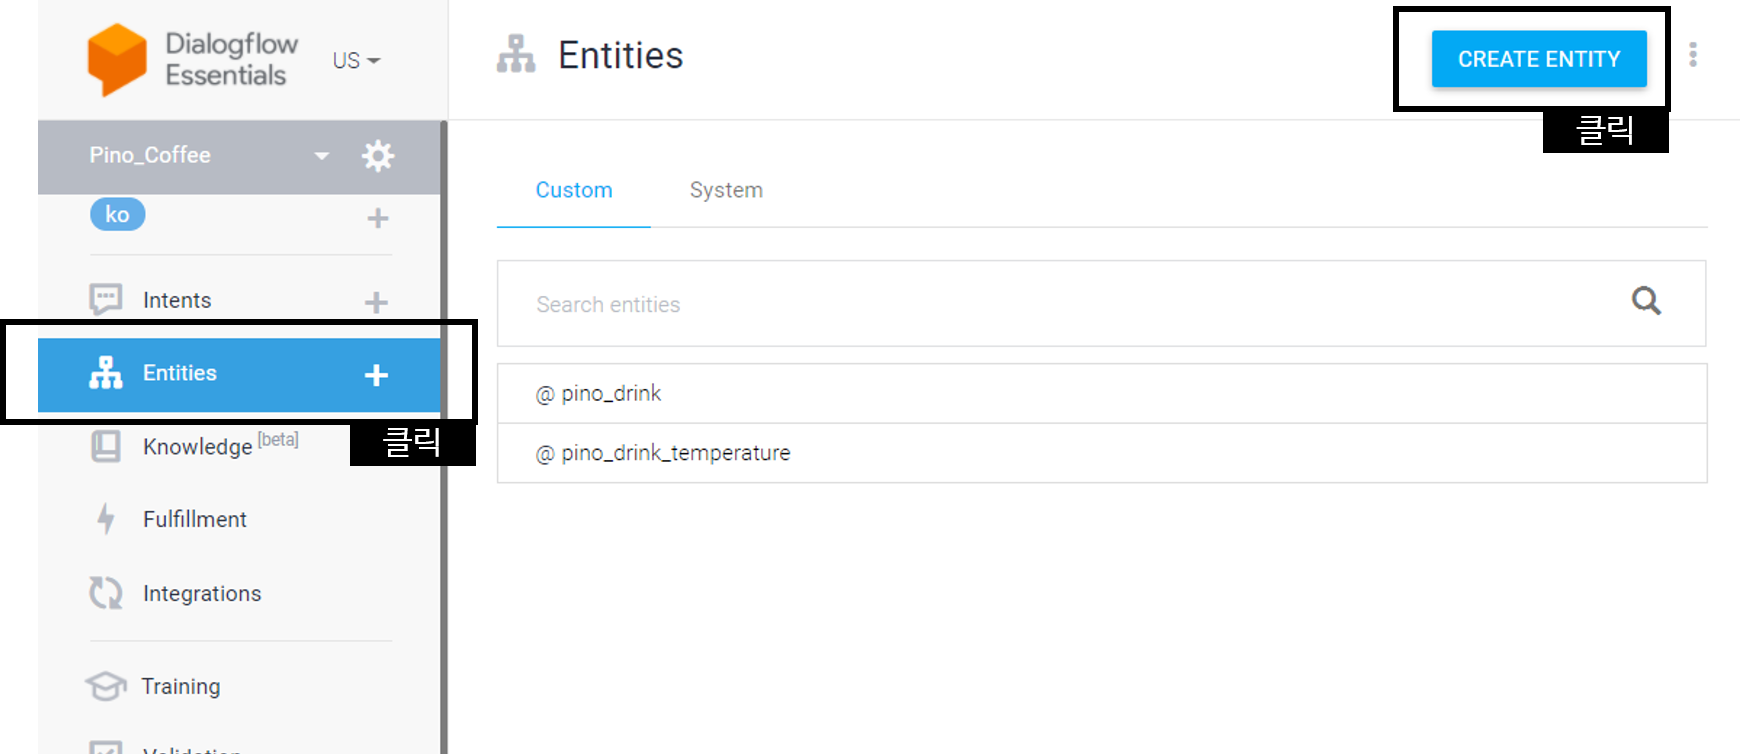 Dialogflow
Essentials
US
Entities
CREATE ENTITY
클릭
Pino_Coffee
ko
Custom
System
Intents
Search entities
Entities
클릭
@ pino_drink
@ pino_drink_temperature
Knowledge [beta]
Fulfillment
Integrations
Training
Validation